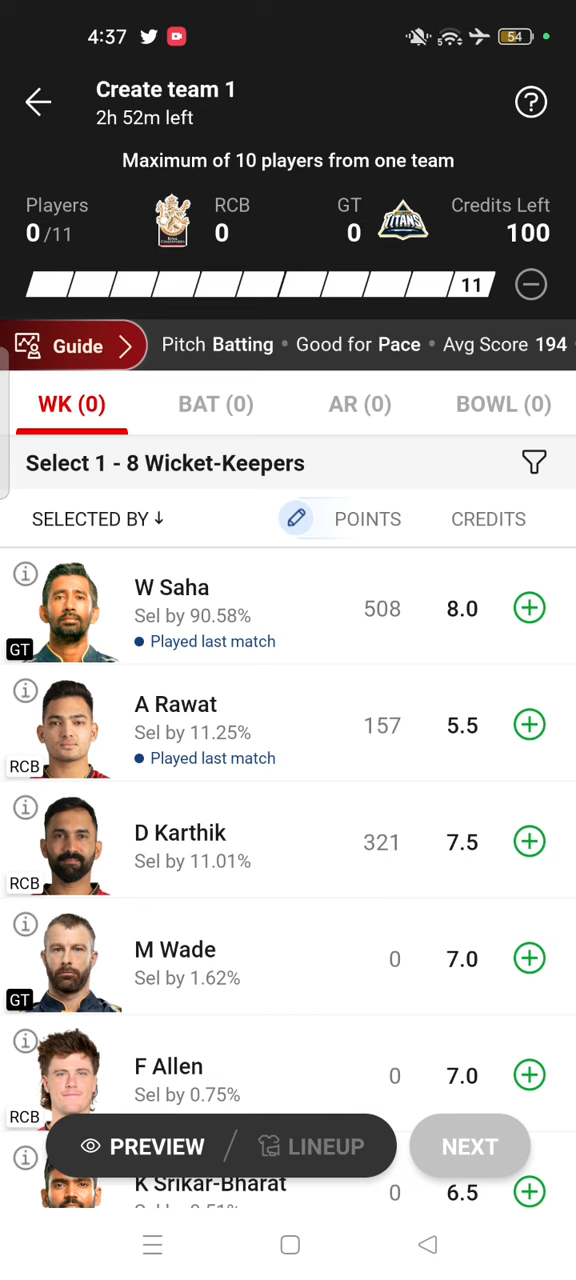 4:37
54
Create team 1
2h 52m left
Maximum of 10 players from one team
Players
0/11
RCB
0
GT
0
TITANS
Credits Left
100
11
Guide
Pitch Batting • Good for Pace • Avg Score 194
WK (0)
BAT (0)
AR (0)
BOWL (0)
Select 1 - 8 Wicket-Keepers
SELECTED BY ↓
POINTS
CREDITS
W Saha
Sel by 90.58%
508
8.0
Played last match
GT
A Rawat
Sel by 11.25%
157
5.5
Played last match
RCB
D Karthik
Sel by 11.01%
321
7.5
RCB
M Wade
Sel by 1.62%
0
7.0
GT
F Allen
Sel by 0.75%
0
7.0
RCB
PREVIEW
LINEUP
NEXT
K Srikar-Bharat
0
6.5